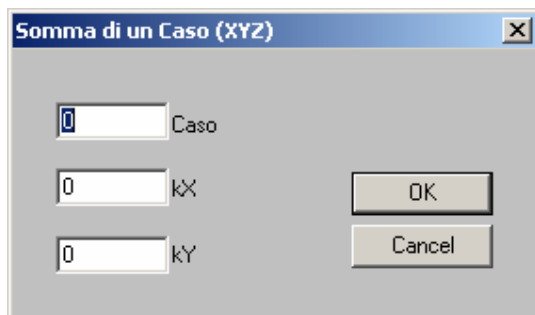 Somma di un Caso (XYZ)
0 Caso
0 kX
OK
0 kY
Cancel